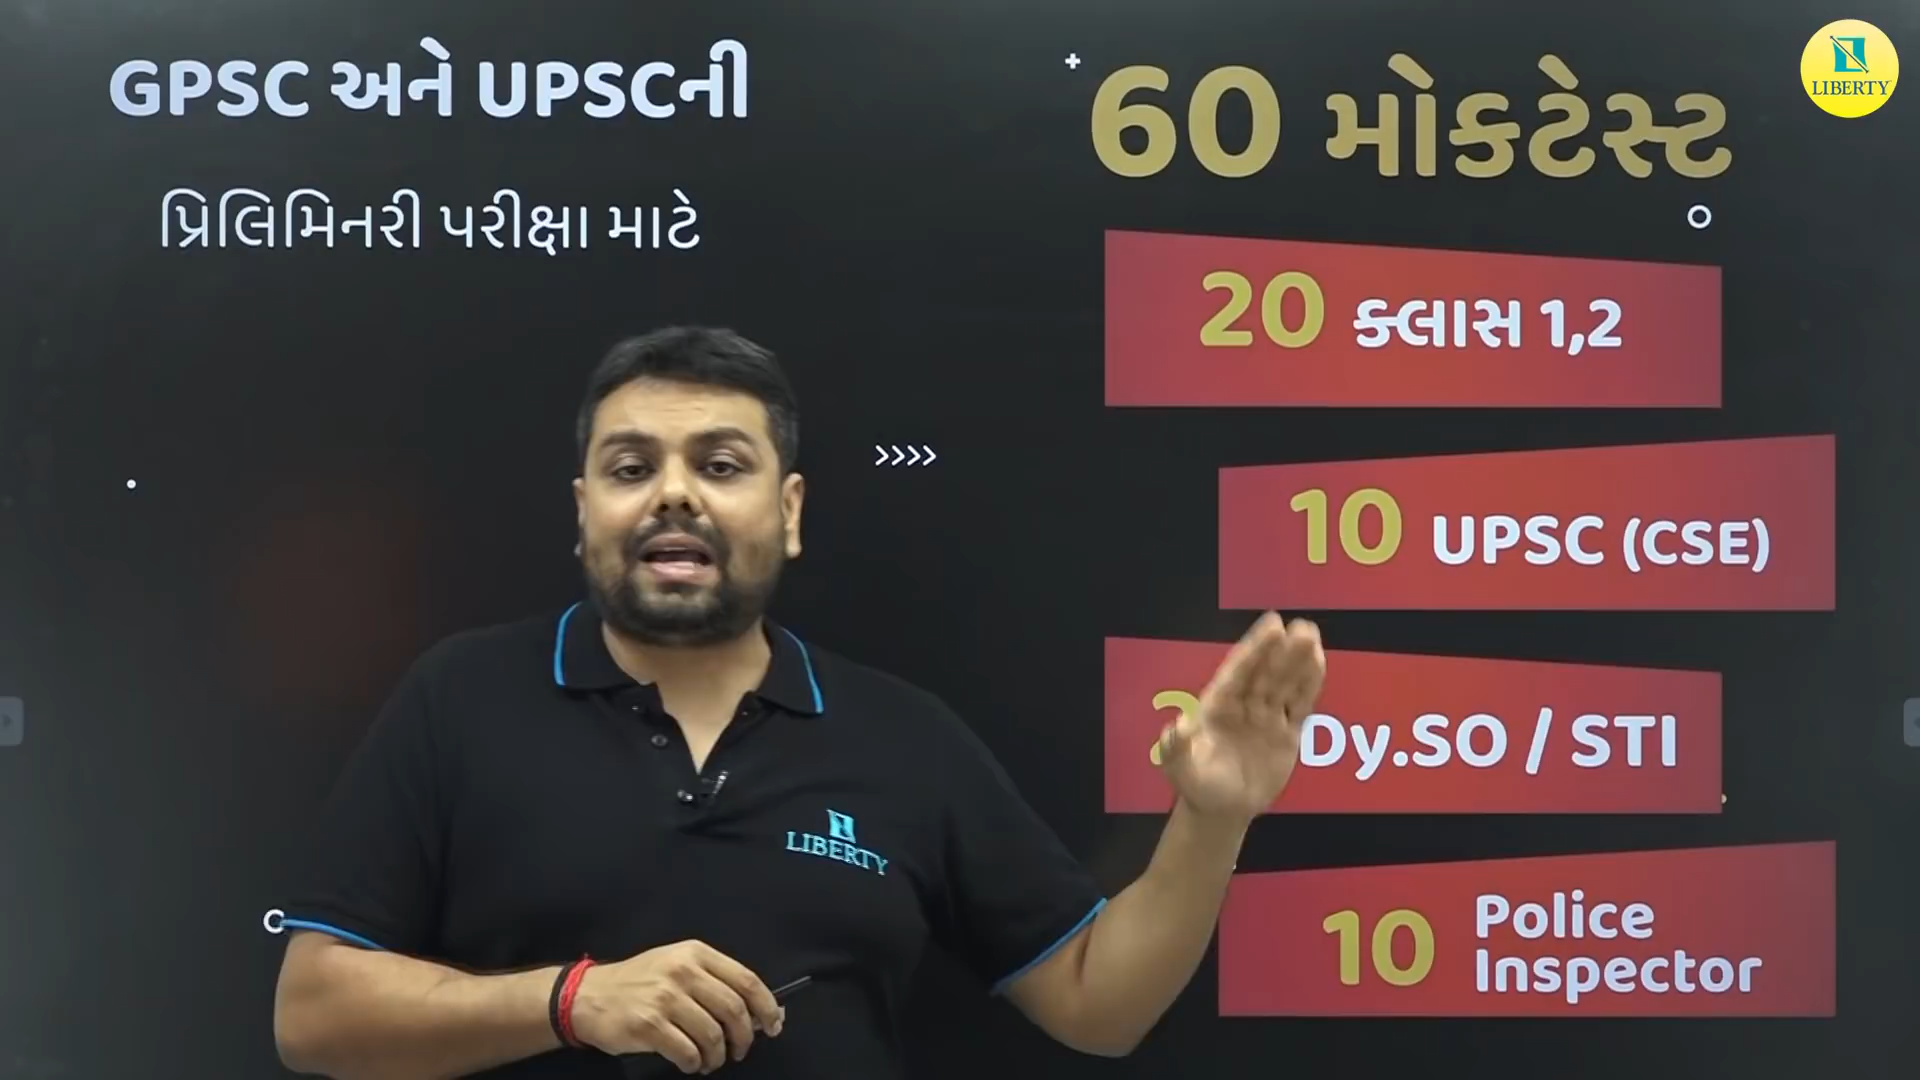 GPSC અને UPSCની
પ્રિલિમિનરી પરીક્ષા માટે
60 મોકટેસ્ટ
20 ક્લાસ 1,2
10 UPSC (CSE)
Dy.SO / STI
10 Police
Inspector
LIBERTY
LIBERTY